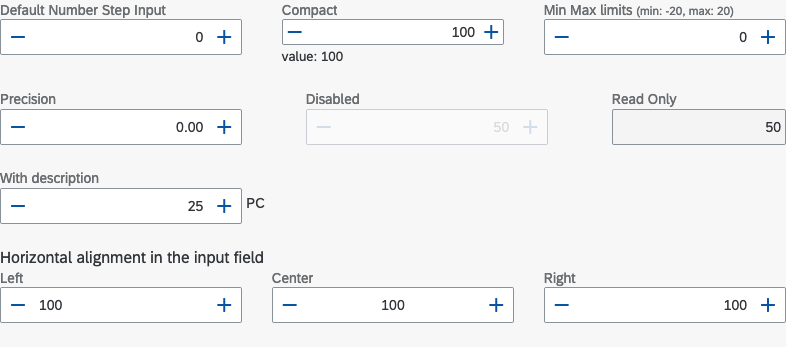 Default Number Step Input
Compact
Min Max limits (min: -20, max: 20)
0
100
0
value: 100
Precision
Disabled
Read Only
0.00
50
50
With description
25
PC
Horizontal alignment in the input field
Left
Center
Right
100
100
100